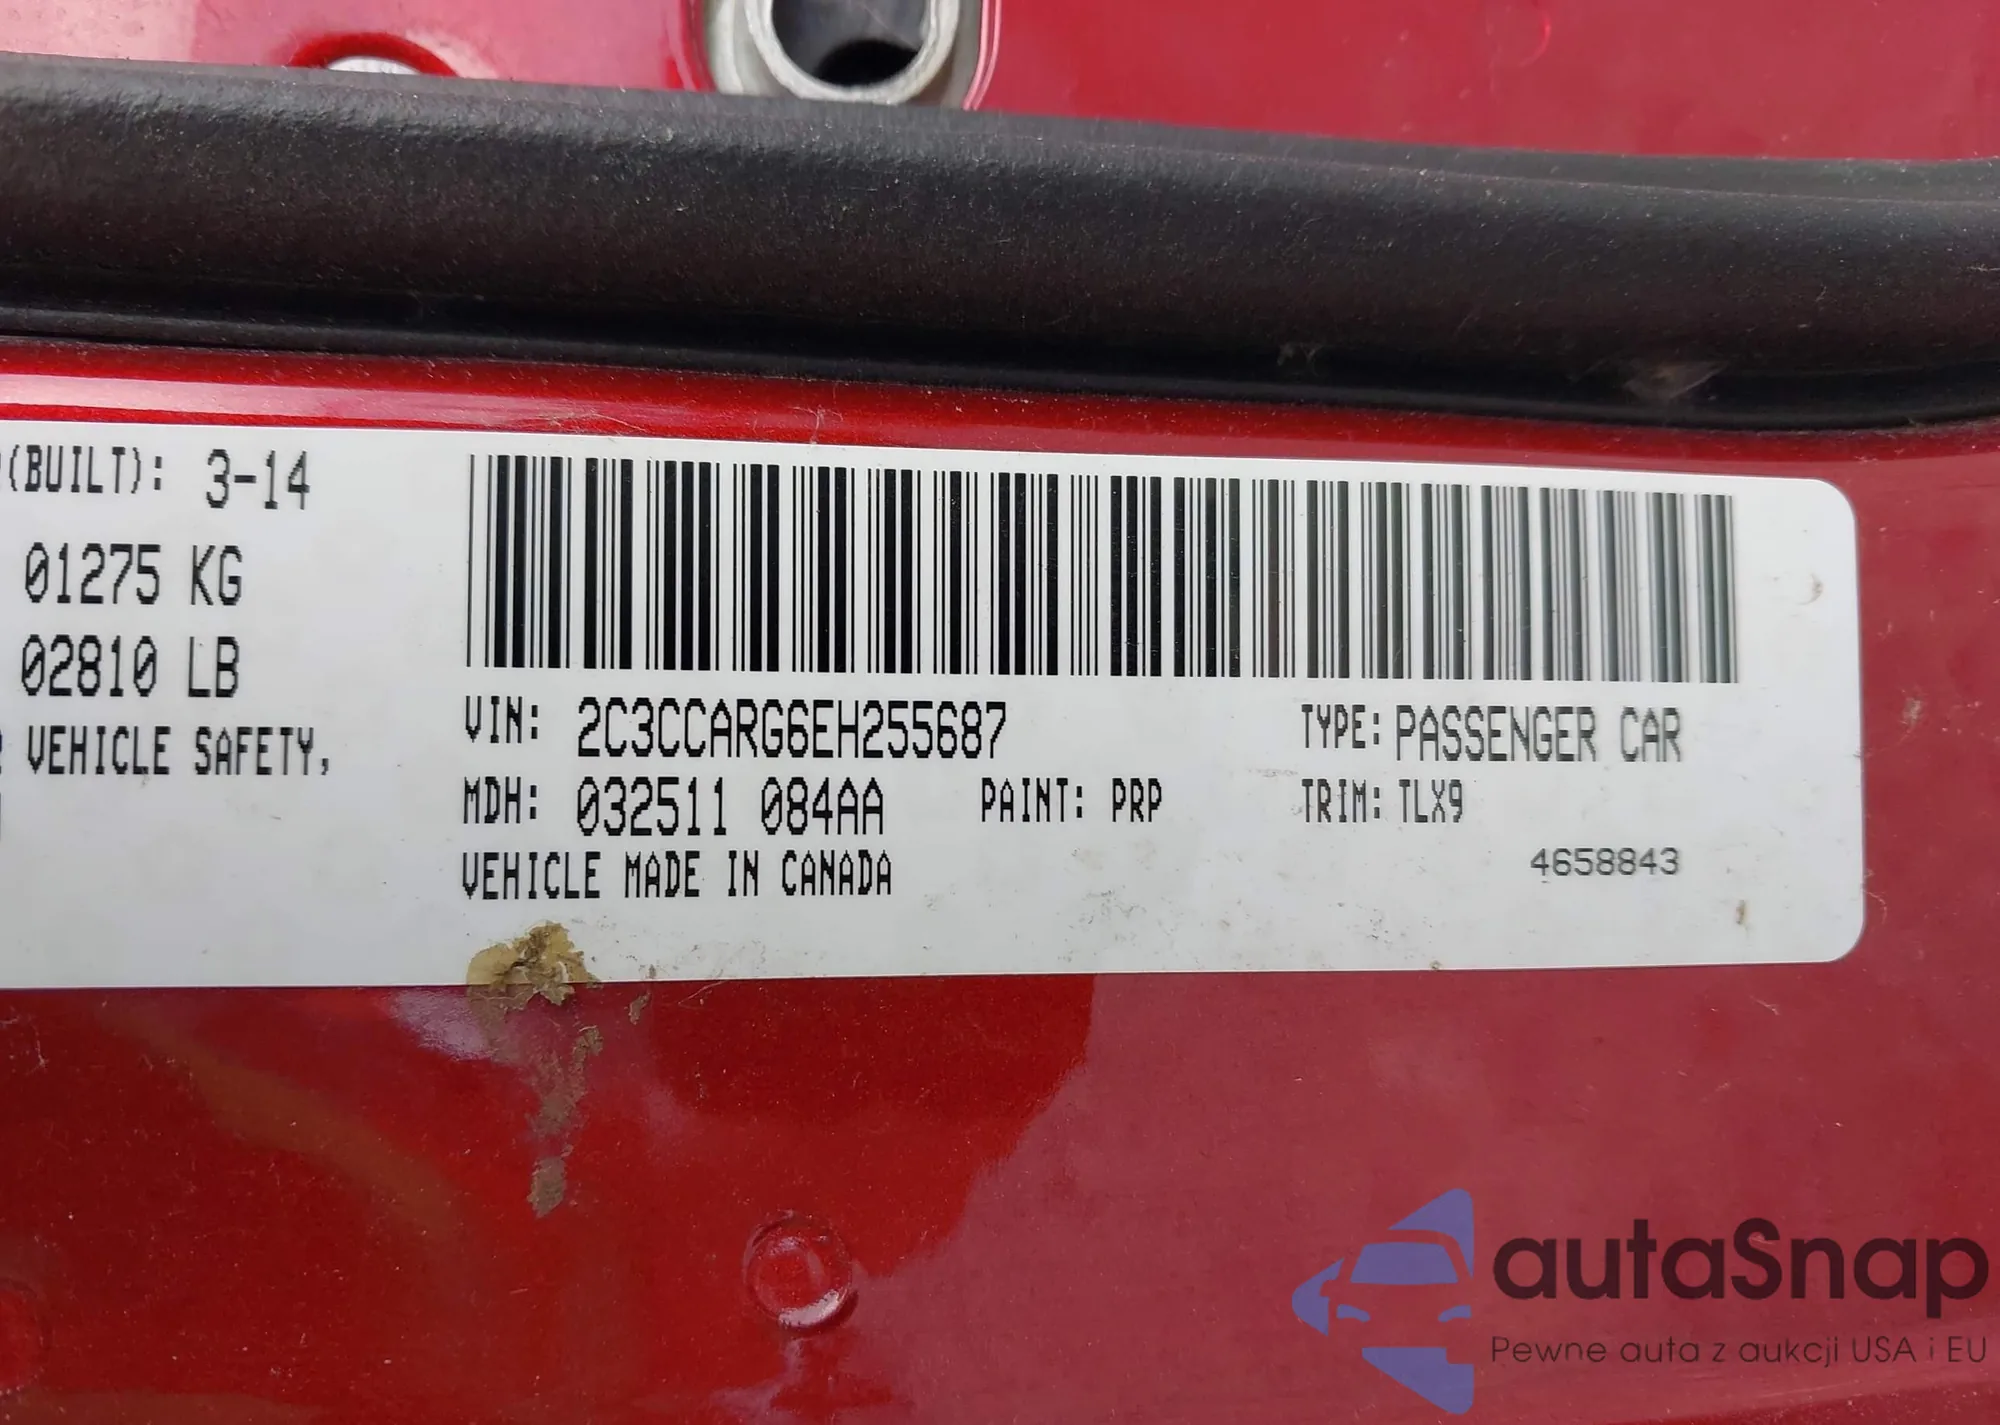 (BUILT): 3-14
01275 KG
02810 LB
VEHICLE SAFETY,
VIN: 2C3CCARG6EH255687
TYPE: PASSENGER CAR
MDH: 032511 084AA
PAINT: PRP
TRIM: TLX9
VEHICLE MADE IN CANADA
4658843
autaSnap
Pewne auta z aukcji USA i EU